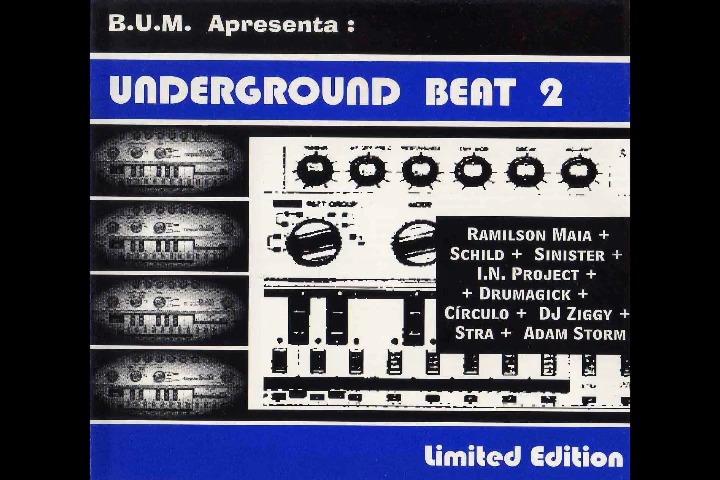 B.U.M. Apresenta :
UNDERGROUND BEAT 2
RAMILSON MAIA +
SCHILD + SINISTER +
I.N. PROJECT +
+ DRUMAGICK +
CÍRCULO + DJ ZIGGY +
STRA + ADAM STORM
Limited Edition